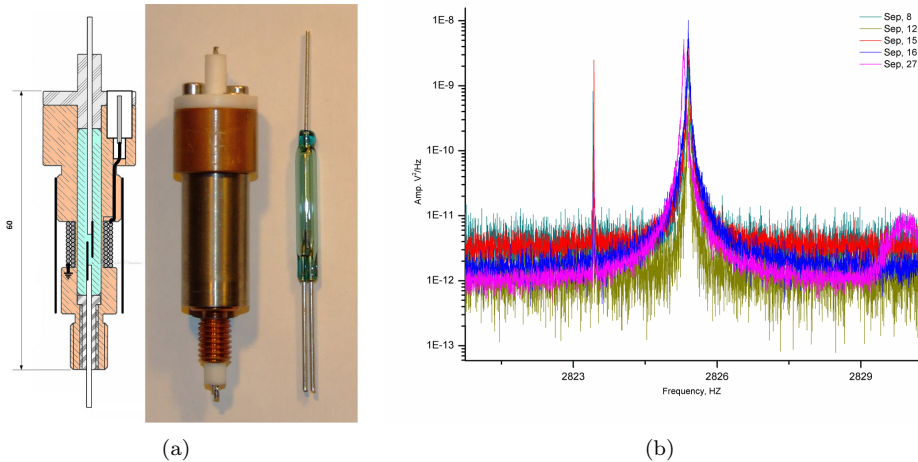 60
(a)
1E-8
1E-9
1E-10
1E-11
1E-12
1E-13
Amp. V²/Hz
2823
2826
2829
Frequency, HZ
Sep, 8
Sep, 12
Sep, 15
Sep, 16
Sep, 27
(b)